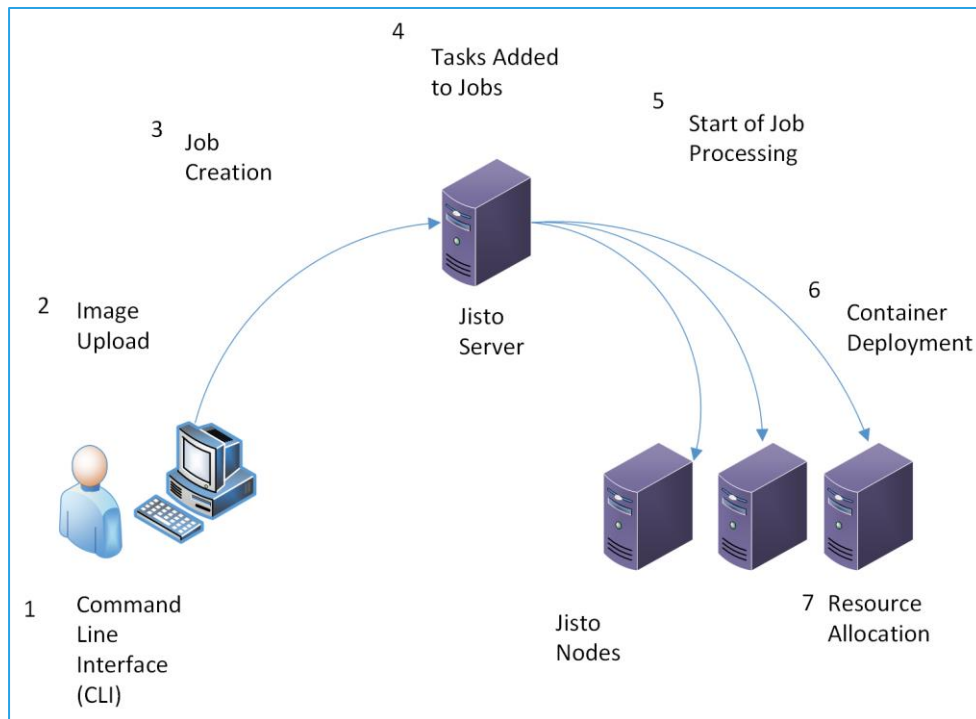 4
Tasks Added
to Jobs
3
Job
Creation
5
Start of Job
Processing
2
Image
Upload
Jisto
Server
6
Container
Deployment
1
Command
Line
Interface
(CLI)
Jisto
Nodes
7
Resource
Allocation